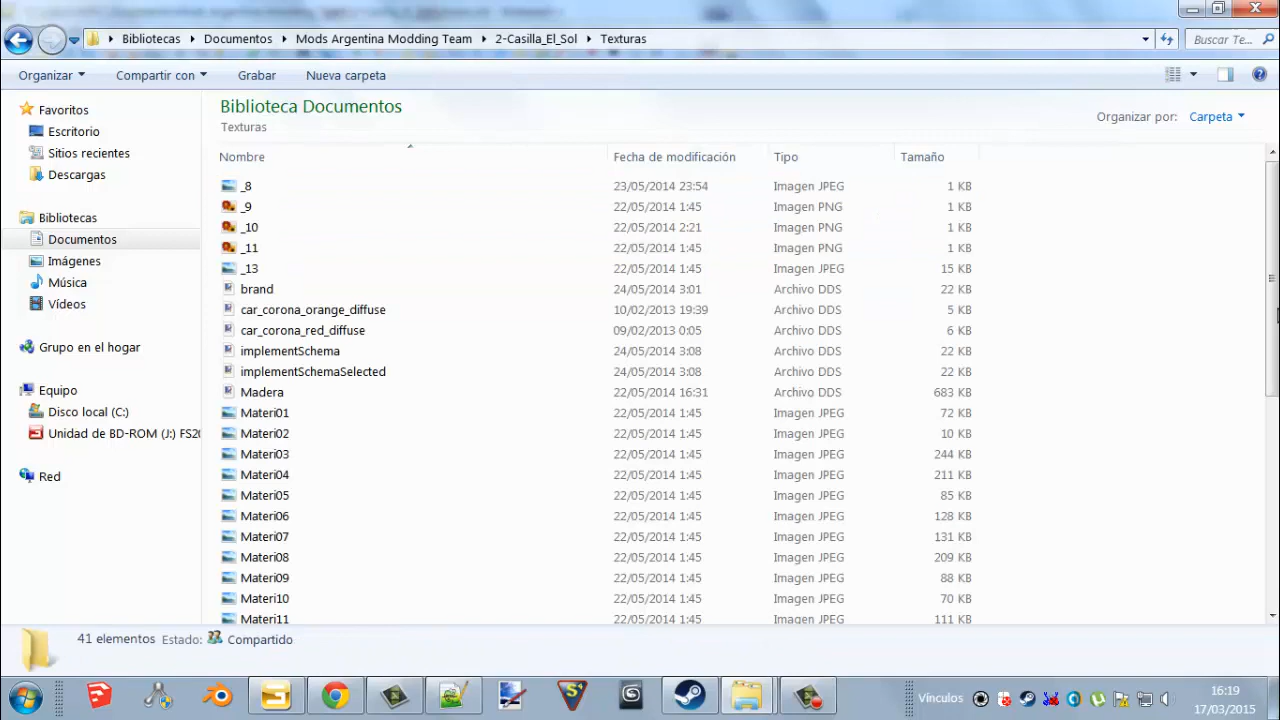 Bibliotecas Documentos Mods Argentina Modding Team 2-Casilla_El_Sol Texturas Buscar Te...
Organizar Compartir con Grabar Nueva carpeta
Favoritos
Escritorio
Sitios recientes
Descargas
Bibliotecas
Documentos
Imágenes
Música
Vídeos
Grupo en el hogar
Equipo
Disco local (C:)
Unidad de BD-ROM (J:) FS20
Red
Biblioteca Documentos
Texturas
Organizar por: Carpeta
Nombre Fecha de modificación Tipo Tamaño
_8 23/05/2014 23:54 Imagen JPEG 1 KB
_9 22/05/2014 1:45 Imagen PNG 1 KB
_10 22/05/2014 2:21 Imagen PNG 1 KB
_11 22/05/2014 1:45 Imagen PNG 1 KB
_13 22/05/2014 1:45 Imagen JPEG 15 KB
brand 24/05/2014 3:01 Archivo DDS 22 KB
car_corona_orange_diffuse 10/02/2013 19:39 Archivo DDS 5 KB
car_corona_red_diffuse 09/02/2013 0:05 Archivo DDS 6 KB
implementSchema 24/05/2014 3:08 Archivo DDS 22 KB
implementSchemaSelected 24/05/2014 3:08 Archivo DDS 22 KB
Madera 22/05/2014 16:31 Archivo DDS 683 KB
Materi01 22/05/2014 1:45 Imagen JPEG 72 KB
Materi02 22/05/2014 1:45 Imagen JPEG 10 KB
Materi03 22/05/2014 1:45 Imagen JPEG 244 KB
Materi04 22/05/2014 1:45 Imagen JPEG 211 KB
Materi05 22/05/2014 1:45 Imagen JPEG 85 KB
Materi06 22/05/2014 1:45 Imagen JPEG 128 KB
Materi07 22/05/2014 1:45 Imagen JPEG 131 KB
Materi08 22/05/2014 1:45 Imagen JPEG 209 KB
Materi09 22/05/2014 1:45 Imagen JPEG 88 KB
Materi10 22/05/2014 1:45 Imagen JPEG 70 KB
Materi11 22/05/2014 1:45 Imagen JPEG 111 KB
41 elementos Estado: Compartido
Vínculos
16:19
17/03/2015